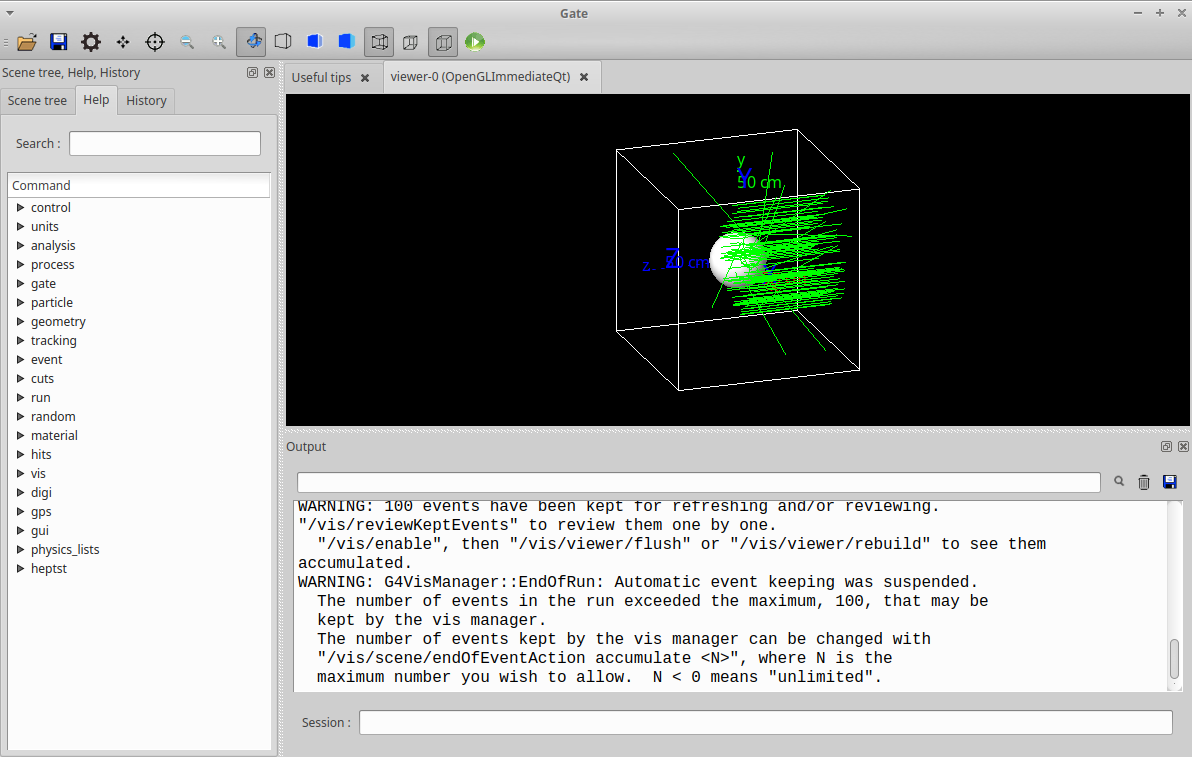 Gate
Scene tree, Help, History
Scene tree
Help
History
Search :
Command
control
units
analysis
process
gate
particle
geometry
tracking
event
cuts
run
random
material
hits
vis
digi
gps
gui
physics_lists
heptst
Useful tips
viewer-0 (OpenGLImmediateQt)
y
Y
50 cm
z
Z
50 cm
Output
WARNING: 100 events have been kept for refreshing and/or reviewing.
"/vis/reviewKeptEvents" to review them one by one.
"/vis/enable", then "/vis/viewer/flush" or "/vis/viewer/rebuild" to see them
accumulated.
WARNING: G4VisManager::EndOfRun: Automatic event keeping was suspended.
The number of events in the run exceeded the maximum, 100, that may be
kept by the vis manager.
The number of events kept by the vis manager can be changed with
"/vis/scene/endOfEventAction accumulate <N>", where N is the
maximum number you wish to allow.  N < 0 means "unlimited".
Session :